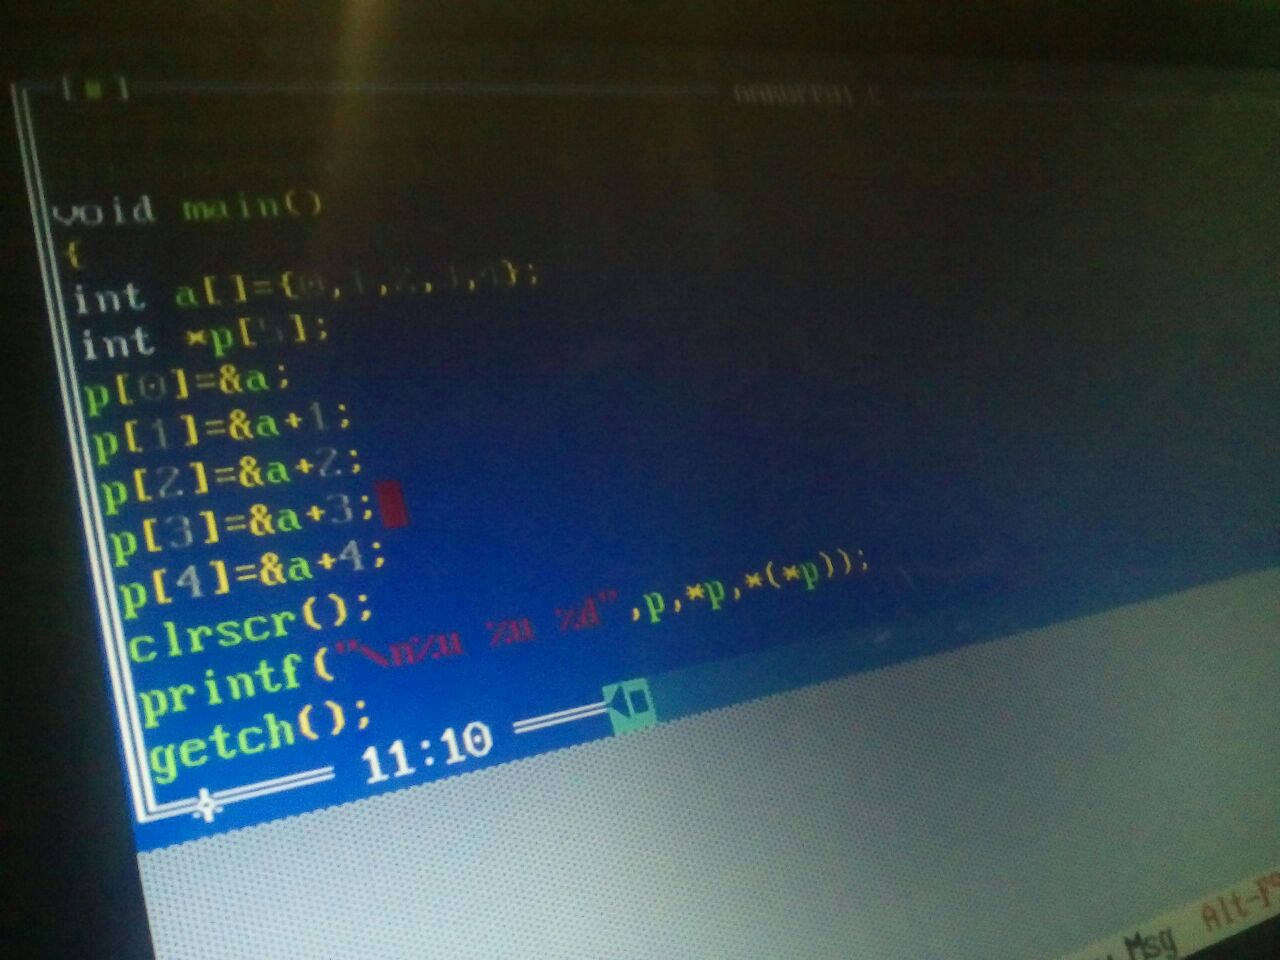 [■]
void main()
{
int a[]={0,1,2,3,4};
int *p[5];
p[0]=&a;
p[1]=&a+1;
p[2]=&a+2;
p[3]=&a+3;
p[4]=&a+4;
clrscr();
printf("\n%u %u %d",p,*p,*(*p));
getch();
11:10
Msg Alt-F